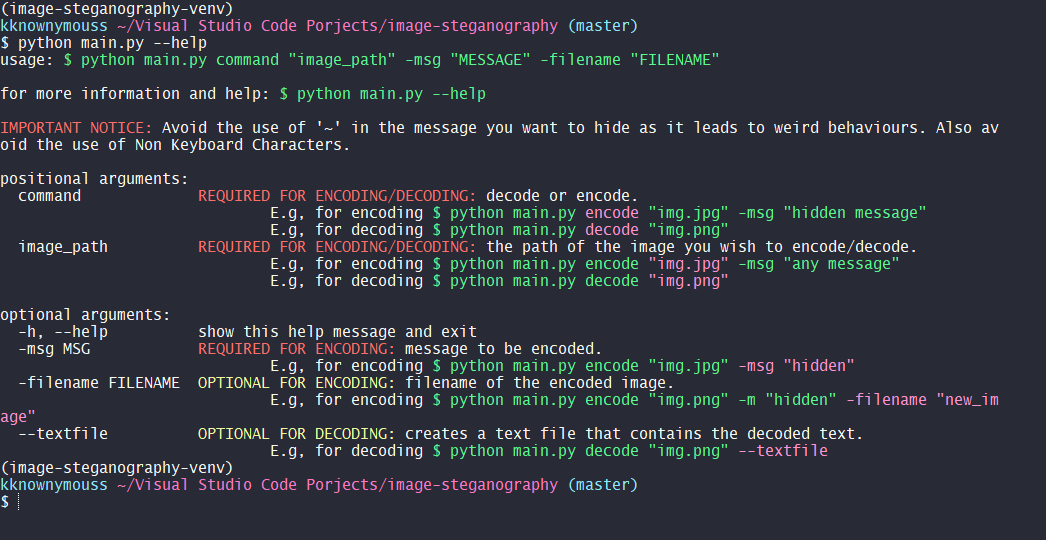 (image-steganography-venv)
kknownymouss ~/Visual Studio Code Porjects/image-steganography (master)
$ python main.py --help
usage: $ python main.py command "image_path" -msg "MESSAGE" -filename "FILENAME"
for more information and help: $ python main.py --help
IMPORTANT NOTICE: Avoid the use of '~' in the message you want to hide as it leads to weird behaviours. Also av
oid the use of Non Keyboard Characters.
positional arguments:
  command             REQUIRED FOR ENCODING/DECODING: decode or encode.
                              E.g, for encoding $ python main.py encode "img.jpg" -msg "hidden message"
                              E.g, for decoding $ python main.py decode "img.png"
  image_path          REQUIRED FOR ENCODING/DECODING: the path of the image you wish to encode/decode.
                              E.g, for encoding $ python main.py encode "img.jpg" -msg "any message"
                              E.g, for decoding $ python main.py decode "img.png"
optional arguments:
  -h, --help          show this help message and exit
  -msg MSG            REQUIRED FOR ENCODING: message to be encoded.
                              E.g, for encoding $ python main.py encode "img.jpg" -msg "hidden"
  -filename FILENAME  OPTIONAL FOR ENCODING: filename of the encoded image.
                              E.g, for encoding $ python main.py encode "img.png" -m "hidden" -filename "new_im
age"
  --textfile          OPTIONAL FOR DECODING: creates a text file that contains the decoded text.
                              E.g, for decoding $ python main.py decode "img.png" --textfile
(image-steganography-venv)
kknownymouss ~/Visual Studio Code Porjects/image-steganography (master)
$